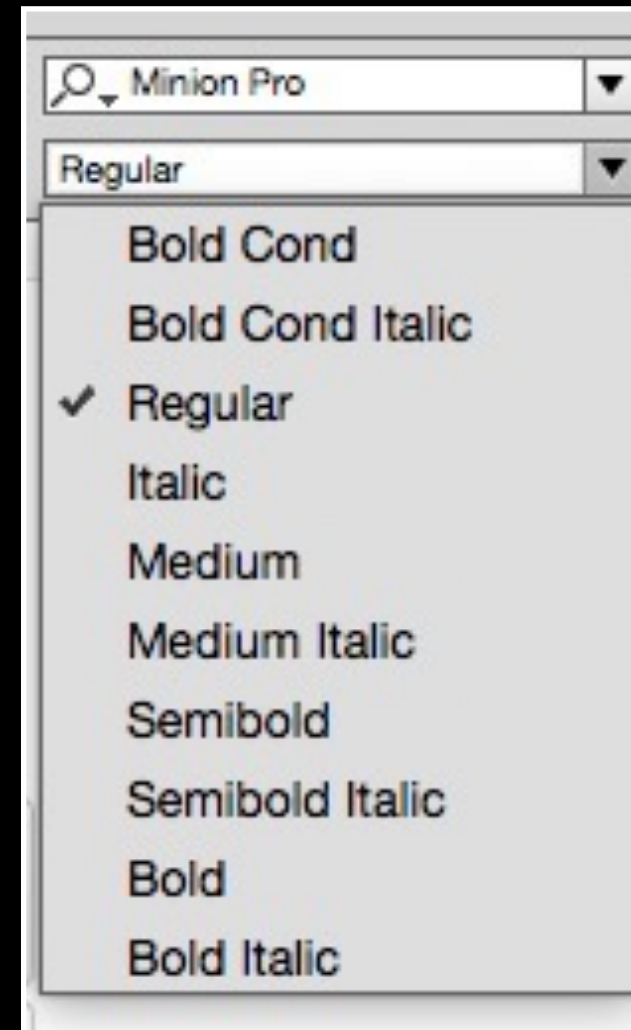 Minion Pro
Regular
Bold Cond
Bold Cond Italic
Regular
Italic
Medium
Medium Italic
Semibold
Semibold Italic
Bold
Bold Italic